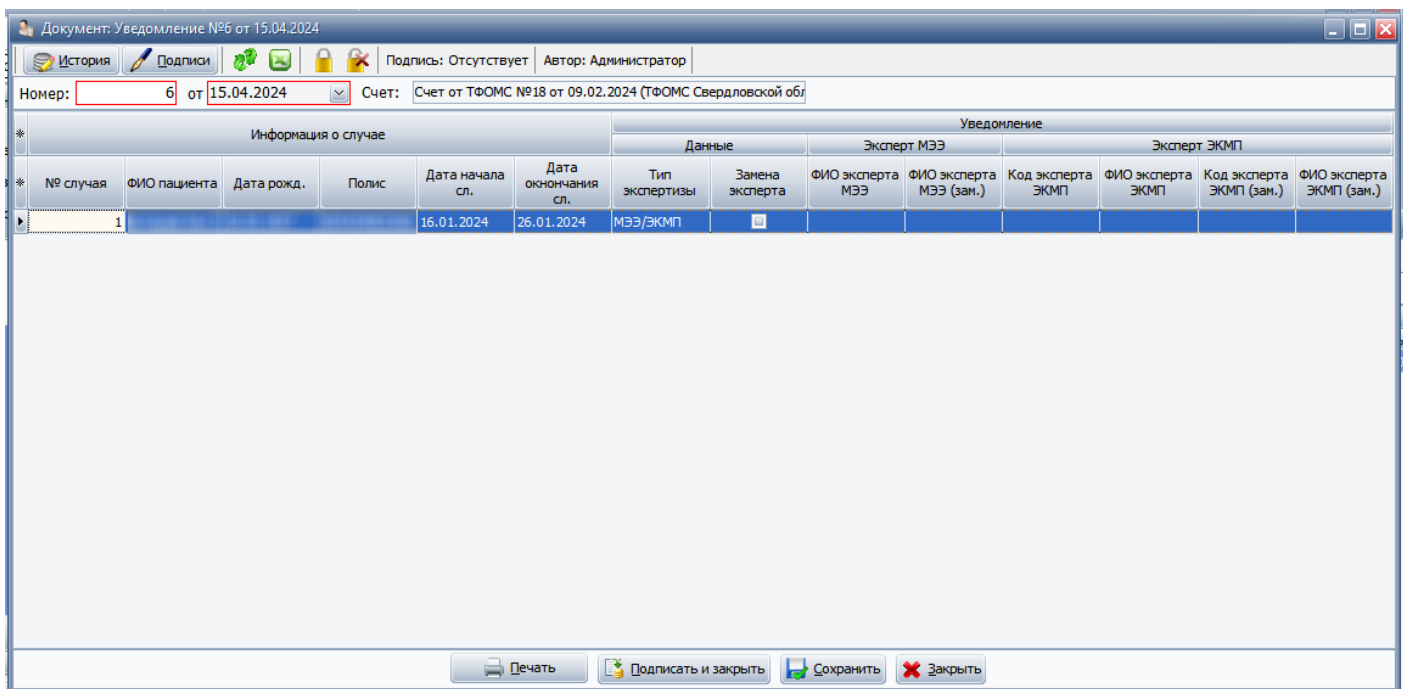 Документ: Уведомление №6 от 15.04.2024
История Подписи Подпись: Отсутствует Автор: Администратор
Номер: 6 от 15.04.2024 Счет: Счет от ТФОМС №18 от 09.02.2024 (ТФОМС Свердловской обл
Уведомление
Информация о случае
Данные Эксперт МЭЭ Эксперт ЭКМП
№ случая ФИО пациента Дата рожд. Полис Дата начала сл. Дата окнончания сл. Тип экспертизы Замена эксперта ФИО эксперта МЭЭ ФИО эксперта МЭЭ (зам.) Код эксперта ЭКМП ФИО эксперта ЭКМП Код эксперта ЭКМП (зам.) ФИО эксперта ЭКМП (зам.)
1 16.01.2024 26.01.2024 МЭЭ/ЭКМП
Печать Подписать и закрыть Сохранить Закрыть